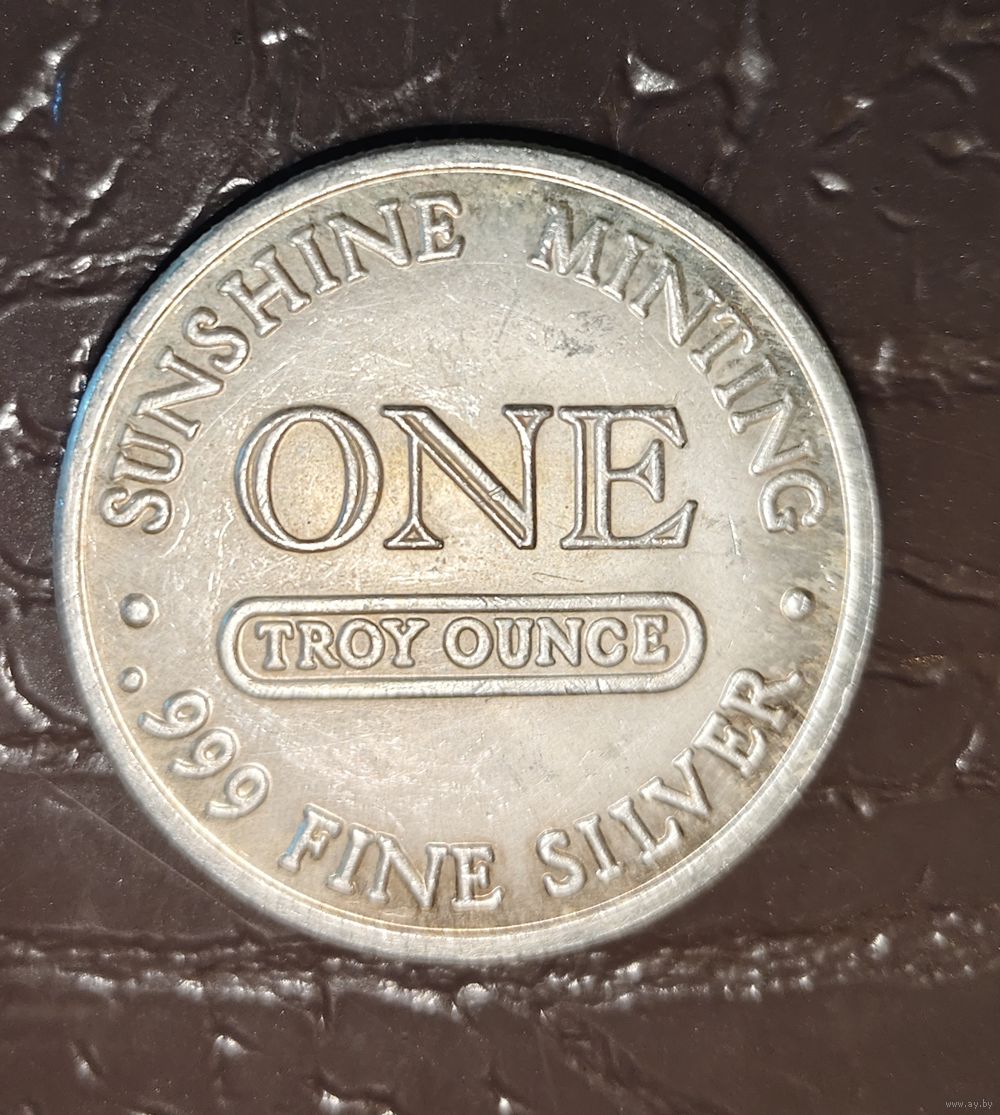 SUNSHINE MINTING
ONE
TROY OUNCE
.999 FINE SILVER
www.ay.by